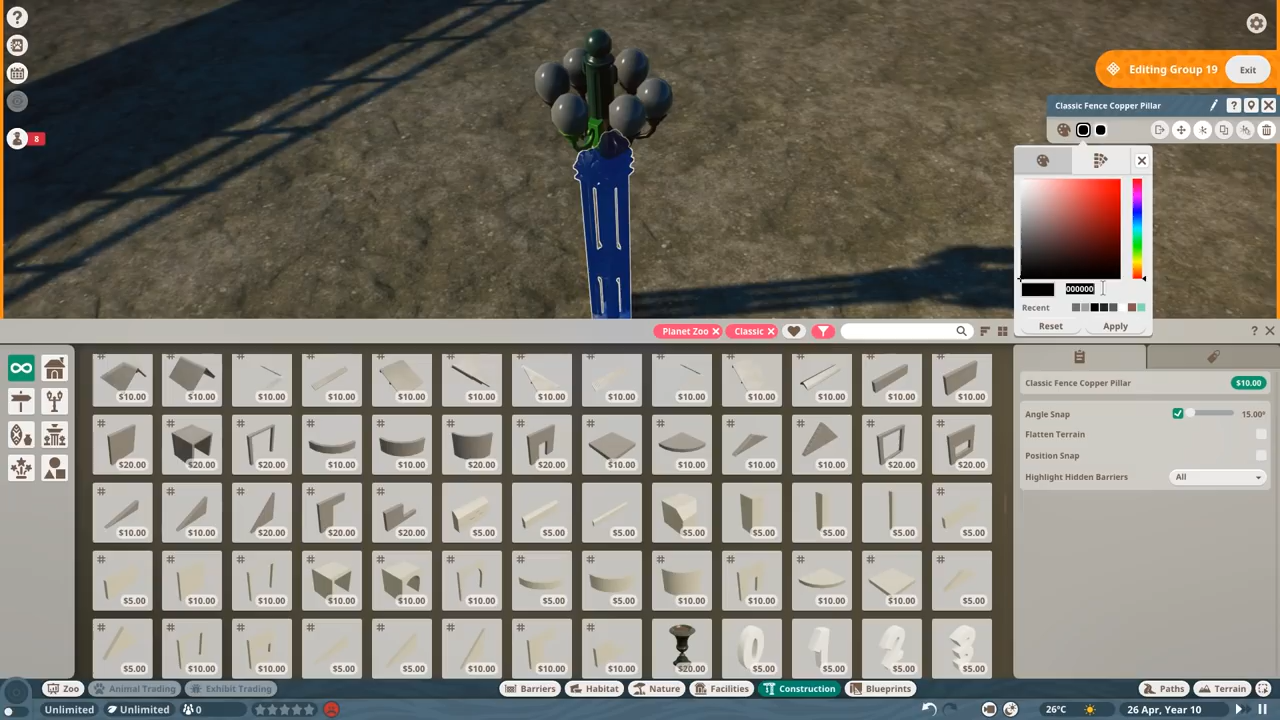 ?
Editing Group 19 Exit
Classic Fence Copper Pillar ?
8
000000
Recent
Reset Apply
Planet Zoo Classic ?
Classic Fence Copper Pillar $10.00
Angle Snap 15.00°
Flatten Terrain
Position Snap
Highlight Hidden Barriers All
$10.00 $10.00 $10.00 $10.00 $10.00 $10.00 $10.00 $10.00 $10.00 $10.00 $10.00 $10.00 $10.00
$20.00 $20.00 $20.00 $10.00 $10.00 $20.00 $10.00 $10.00 $10.00 $10.00 $10.00 $20.00 $10.00
$10.00 $10.00 $20.00 $20.00 $20.00 $5.00 $5.00 $5.00 $10.00 $10.00 $10.00 $10.00 $5.00
$5.00 $10.00 $10.00 $10.00 $10.00 $10.00 $5.00 $5.00 $10.00 $10.00 $10.00 $10.00 $5.00
$5.00 $10.00 $10.00 $5.00 $5.00 $5.00 $10.00 $10.00 $20.00 $5.00 $5.00 $5.00 $5.00
Zoo Animal Trading Exhibit Trading Barriers Habitat Nature Facilities Construction Blueprints Paths Terrain
Unlimited Unlimited 0 26°C 26 Apr, Year 10